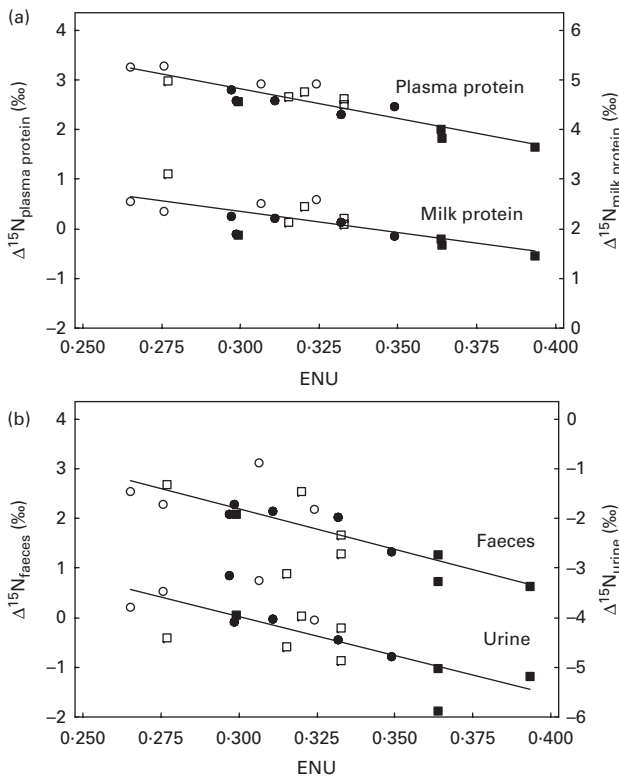 (a)
4
3
2
1
0
−1
−2
Δ¹⁵Nplasma protein (‰)
6
5
4
3
2
1
0
Δ¹⁵Nmilk protein (‰)
Plasma protein
Milk protein
0·250 0·275 0·300 0·325 0·350 0·375 0·400
ENU
(b)
4
3
2
1
0
−1
−2
Δ¹⁵Nfaeces (‰)
0
−1
−2
−3
−4
−5
−6
Δ¹⁵Nurine (‰)
Faeces
Urine
0·250 0·275 0·300 0·325 0·350 0·375 0·400
ENU